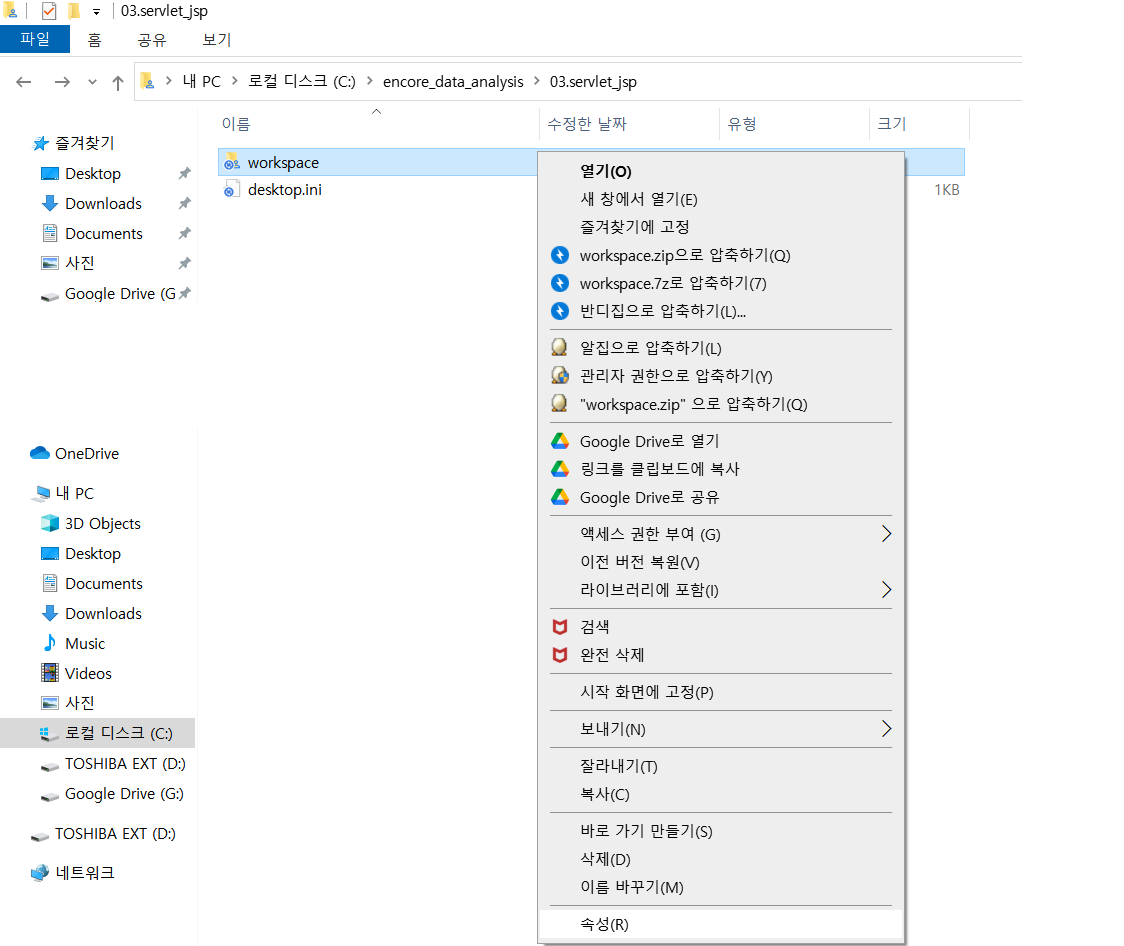 03.servlet_jsp
파일 홈 공유 보기
내 PC 로컬 디스크 (C:) encore_data_analysis 03.servlet_jsp
이름 수정한 날짜 유형 크기
즐겨찾기
Desktop
Downloads
Documents
사진
Google Drive (G
OneDrive
내 PC
3D Objects
Desktop
Documents
Downloads
Music
Videos
사진
로컬 디스크 (C:)
TOSHIBA EXT (D:)
Google Drive (G:)
TOSHIBA EXT (D:)
네트워크
workspace
desktop.ini 1KB
열기(O)
새 창에서 열기(E)
즐겨찾기에 고정
workspace.zip으로 압축하기(Q)
workspace.7z로 압축하기(7)
반디집으로 압축하기(L)...
알집으로 압축하기(L)
관리자 권한으로 압축하기(Y)
"workspace.zip" 으로 압축하기(Q)
Google Drive로 열기
링크를 클립보드에 복사
Google Drive로 공유
액세스 권한 부여 (G)
이전 버전 복원(V)
라이브러리에 포함(I)
검색
완전 삭제
시작 화면에 고정(P)
보내기(N)
잘라내기(T)
복사(C)
바로 가기 만들기(S)
삭제(D)
이름 바꾸기(M)
속성(R)